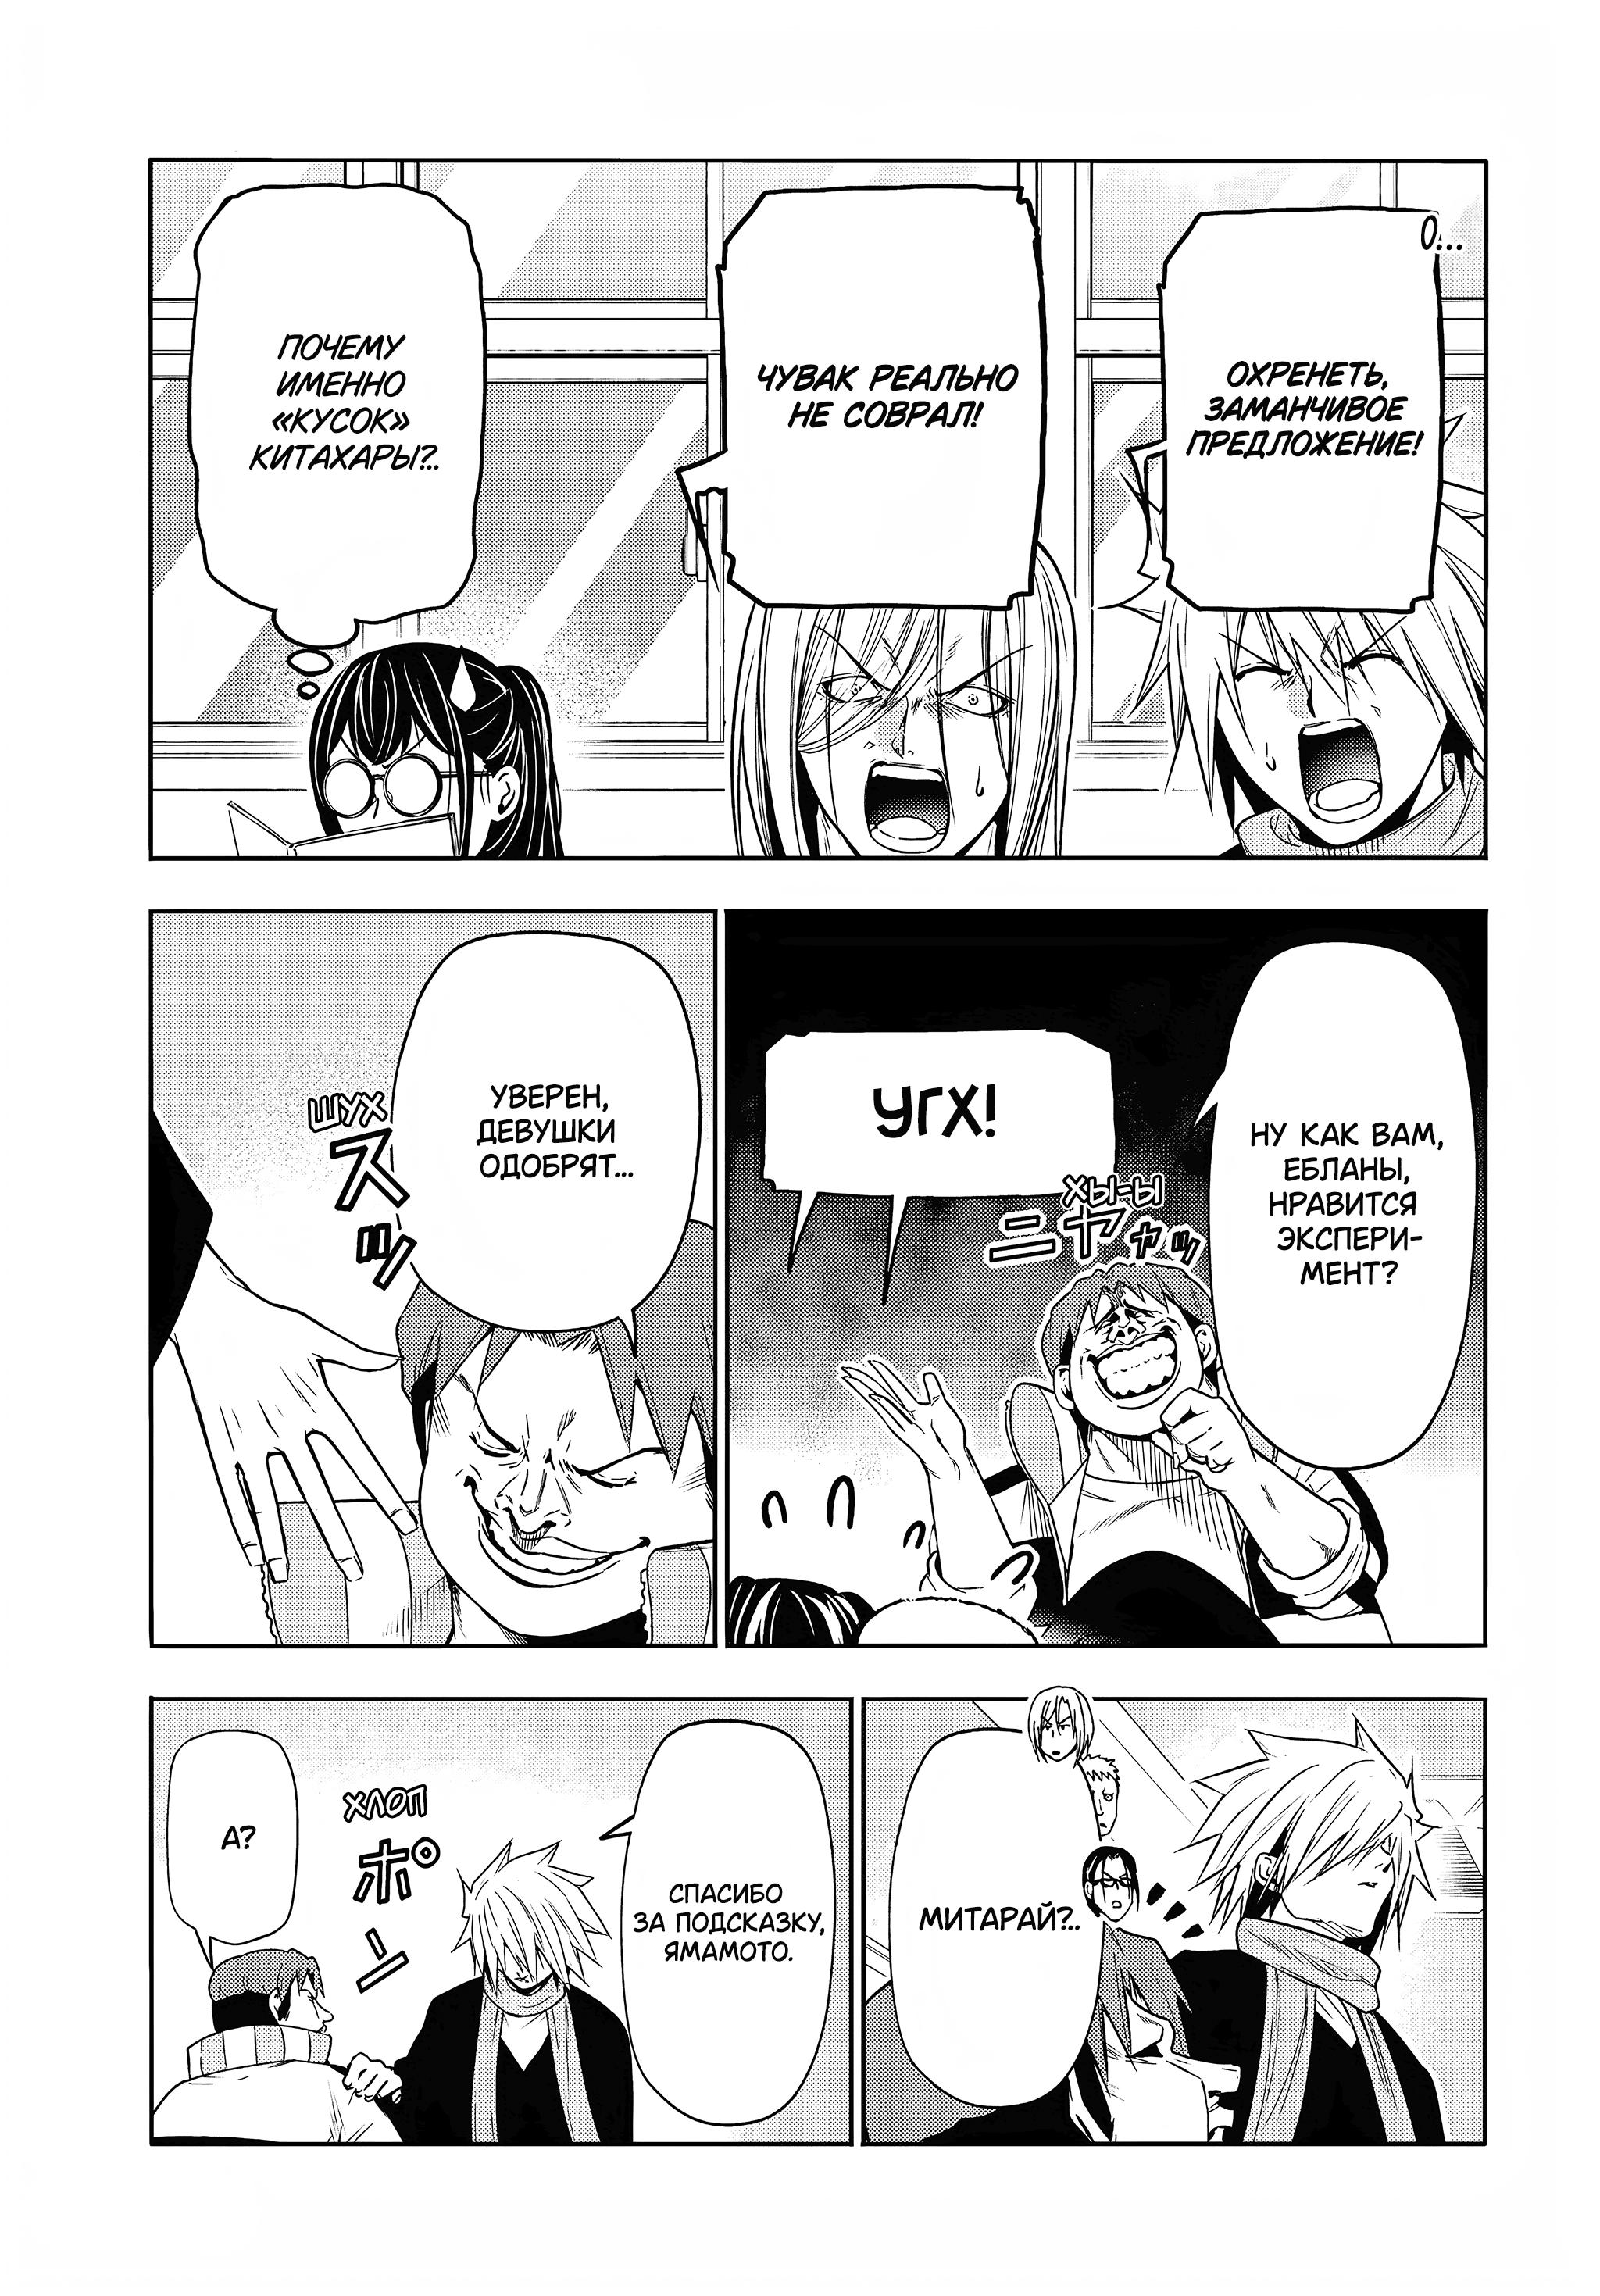 О...
ОХРЕНЕТЬ,
ЗАМАНЧИВОЕ
ПРЕДЛОЖЕНИЕ!
ЧУВАК РЕАЛЬНО
НЕ СОВРАЛ!
ПОЧЕМУ
ИМЕННО
«КУСОК»
КИТАХАРЫ?..
НУ КАК ВАМ,
ЕБЛАНЫ,
НРАВИТСЯ
ЭКСПЕРИ-
МЕНТ?
ХЫ-Ы
ニヤャッ
УГХ!
УВЕРЕН,
ДЕВУШКИ
ОДОБРЯТ...
ШУХ
スッ
МИТАРАЙ?..
СПАСИБО
ЗА ПОДСКАЗКУ,
ЯМАМОТО.
ХЛОП
ポン
А?